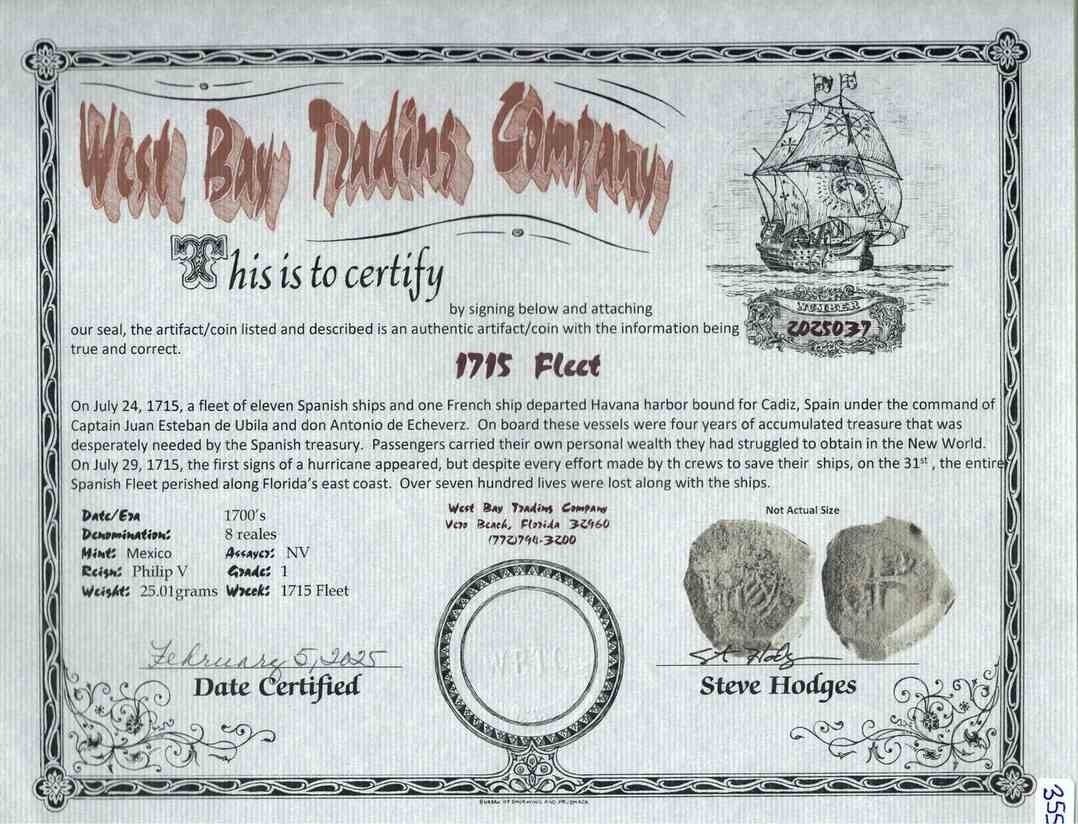 West Bay Trading Company
This is to certify
by signing below and attaching
our seal, the artifact/coin listed and described is an authentic artifact/coin with the information being
true and correct.
NUMBER
2025037
1715 Fleet
On July 24, 1715, a fleet of eleven Spanish ships and one French ship departed Havana harbor bound for Cadiz, Spain under the command of
Captain Juan Esteban de Ubila and don Antonio de Echeverz. On board these vessels were four years of accumulated treasure that was
desperately needed by the Spanish treasury. Passengers carried their own personal wealth they had struggled to obtain in the New World.
On July 29, 1715, the first signs of a hurricane appeared, but despite every effort made by th crews to save their ships, on the 31st , the entire
Spanish Fleet perished along Florida's east coast. Over seven hundred lives were lost along with the ships.
Date/Era 1700's
Denomination: 8 reales
Mint: Mexico Assayer: NV
Reign: Philip V Grade: 1
Weight: 25.01grams Wreck: 1715 Fleet
West Bay Trading Company
Vero Beach, Florida 32960
(772)794-3200
Not Actual Size
February 5, 2025
Date Certified
WBTC
St Hodges
Steve Hodges
355